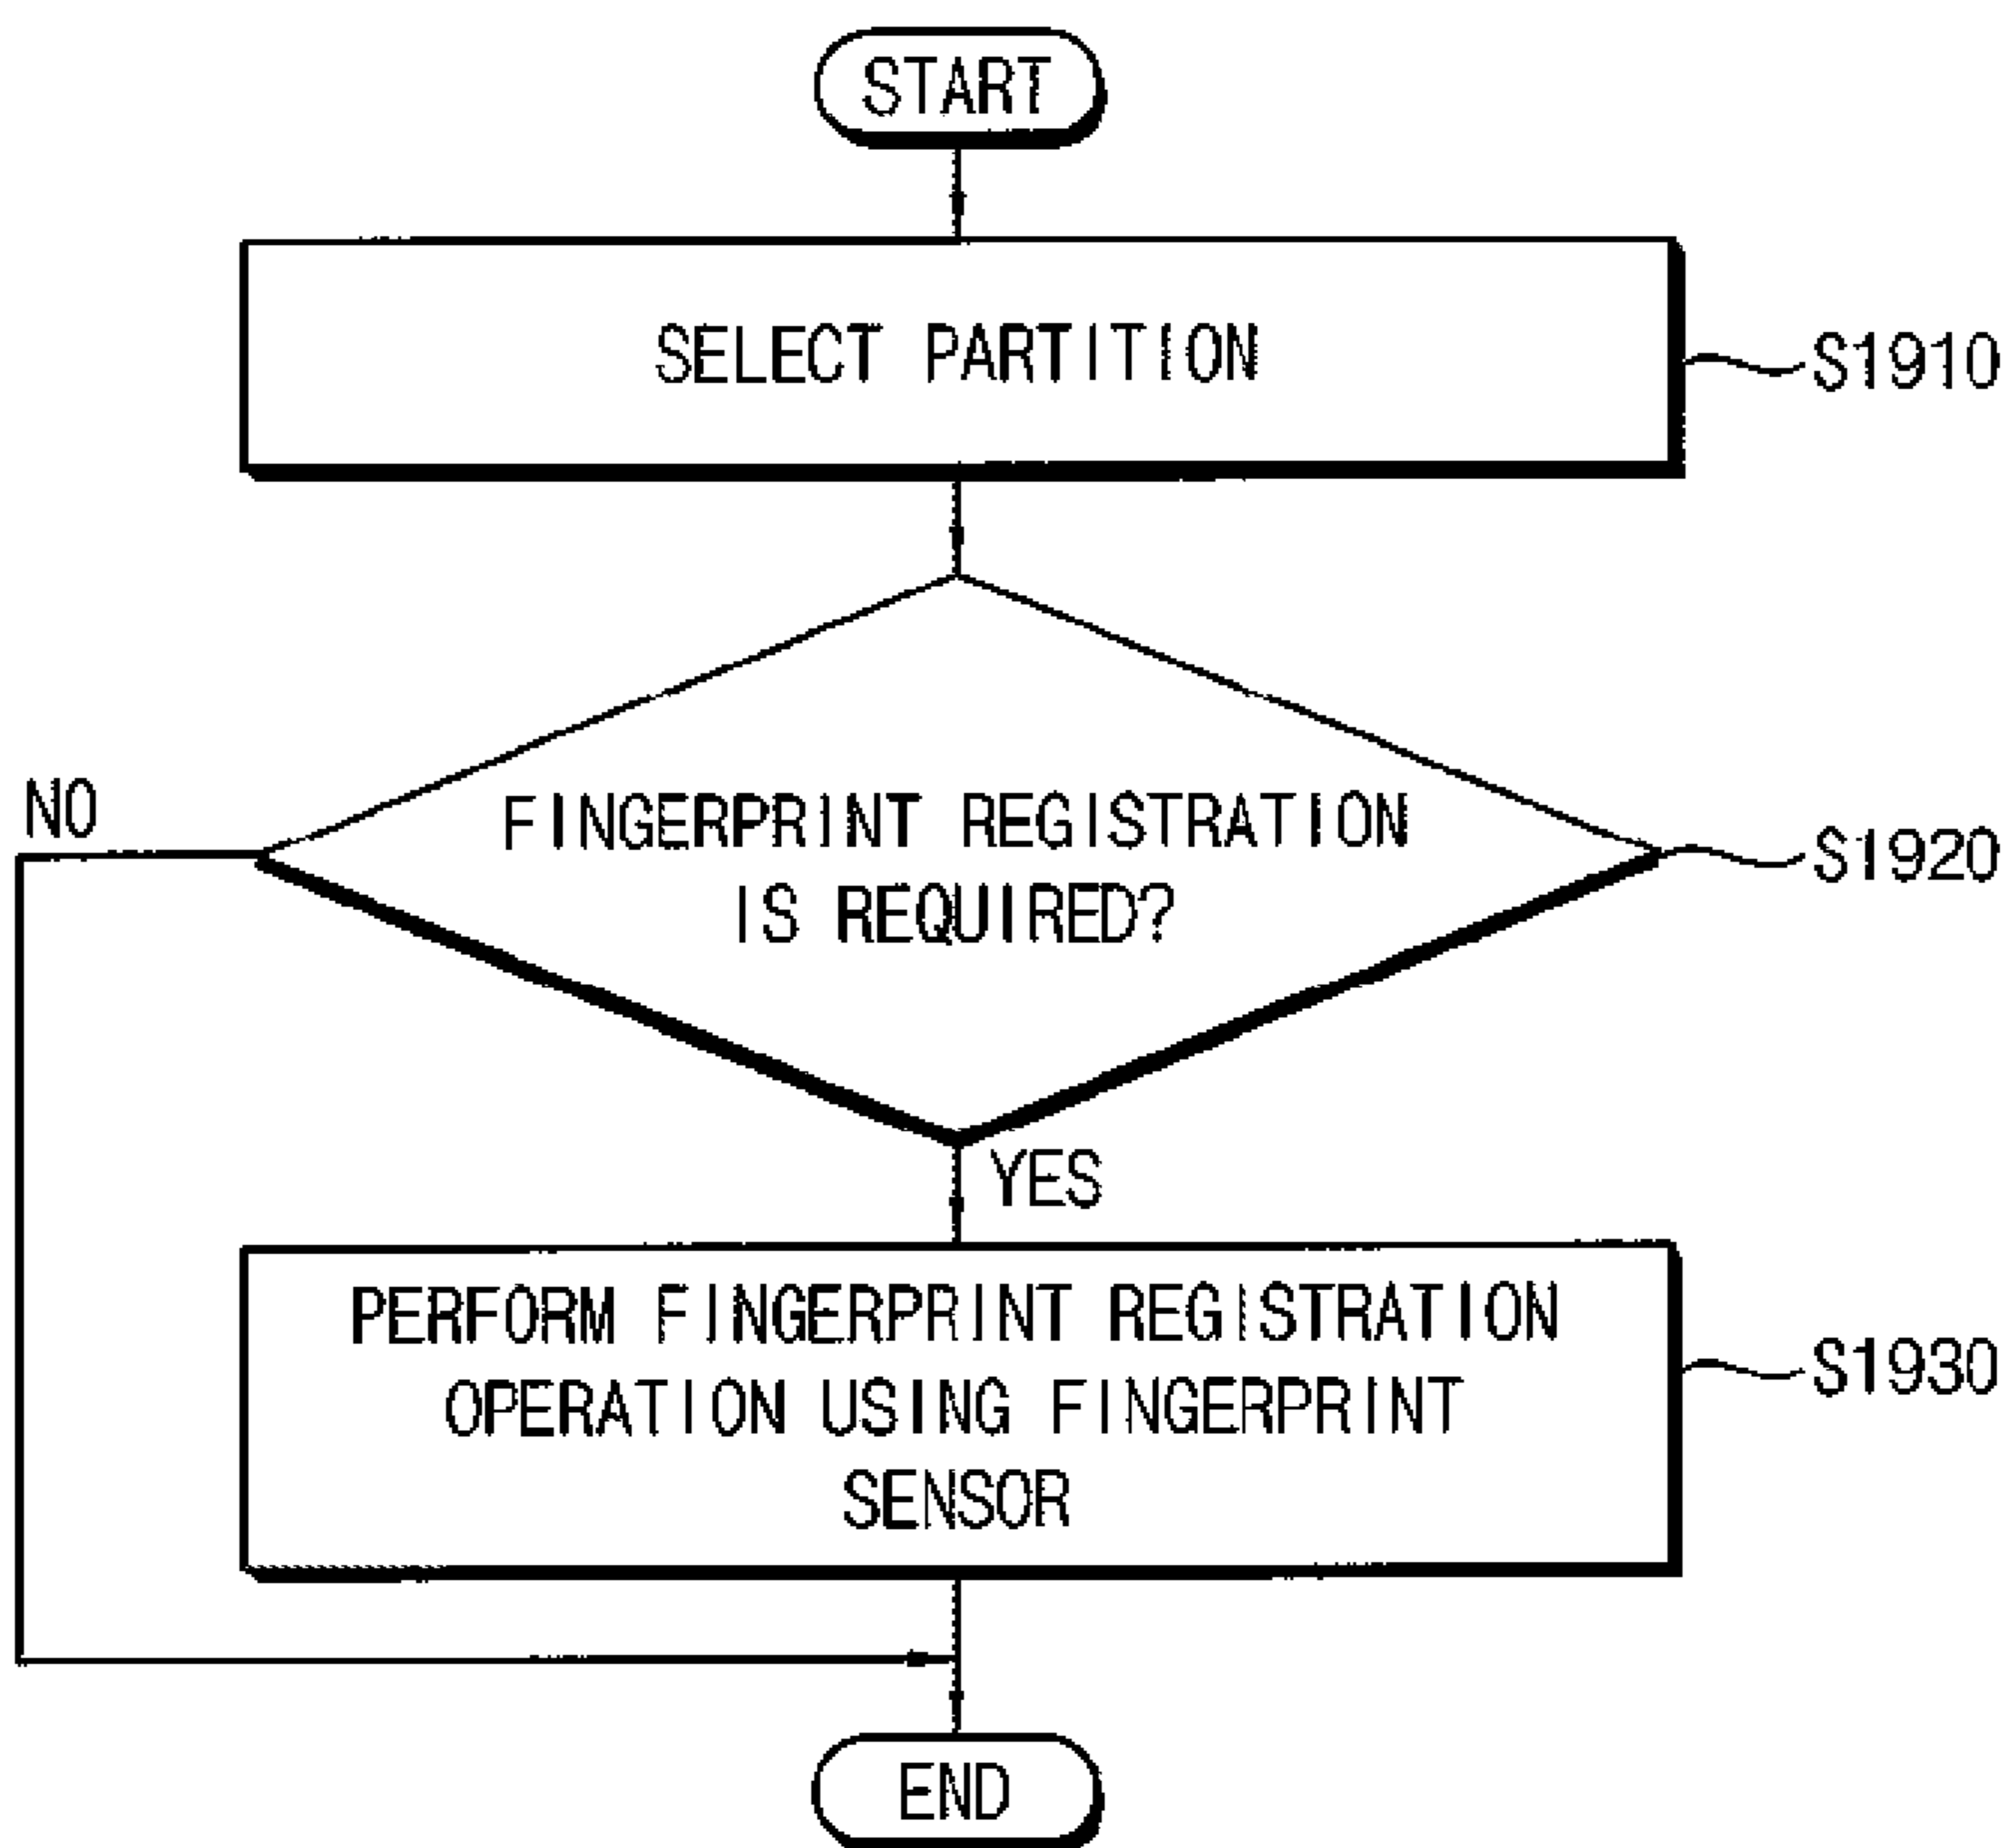 START
SELECT PARTITION
S1910
NO
FINGERPRINT REGISTRATION
IS REQUIRED?
S1920
YES
PERFORM FINGERPRINT REGISTRATION
OPERATION USING FINGERPRINT
SENSOR
S1930
END